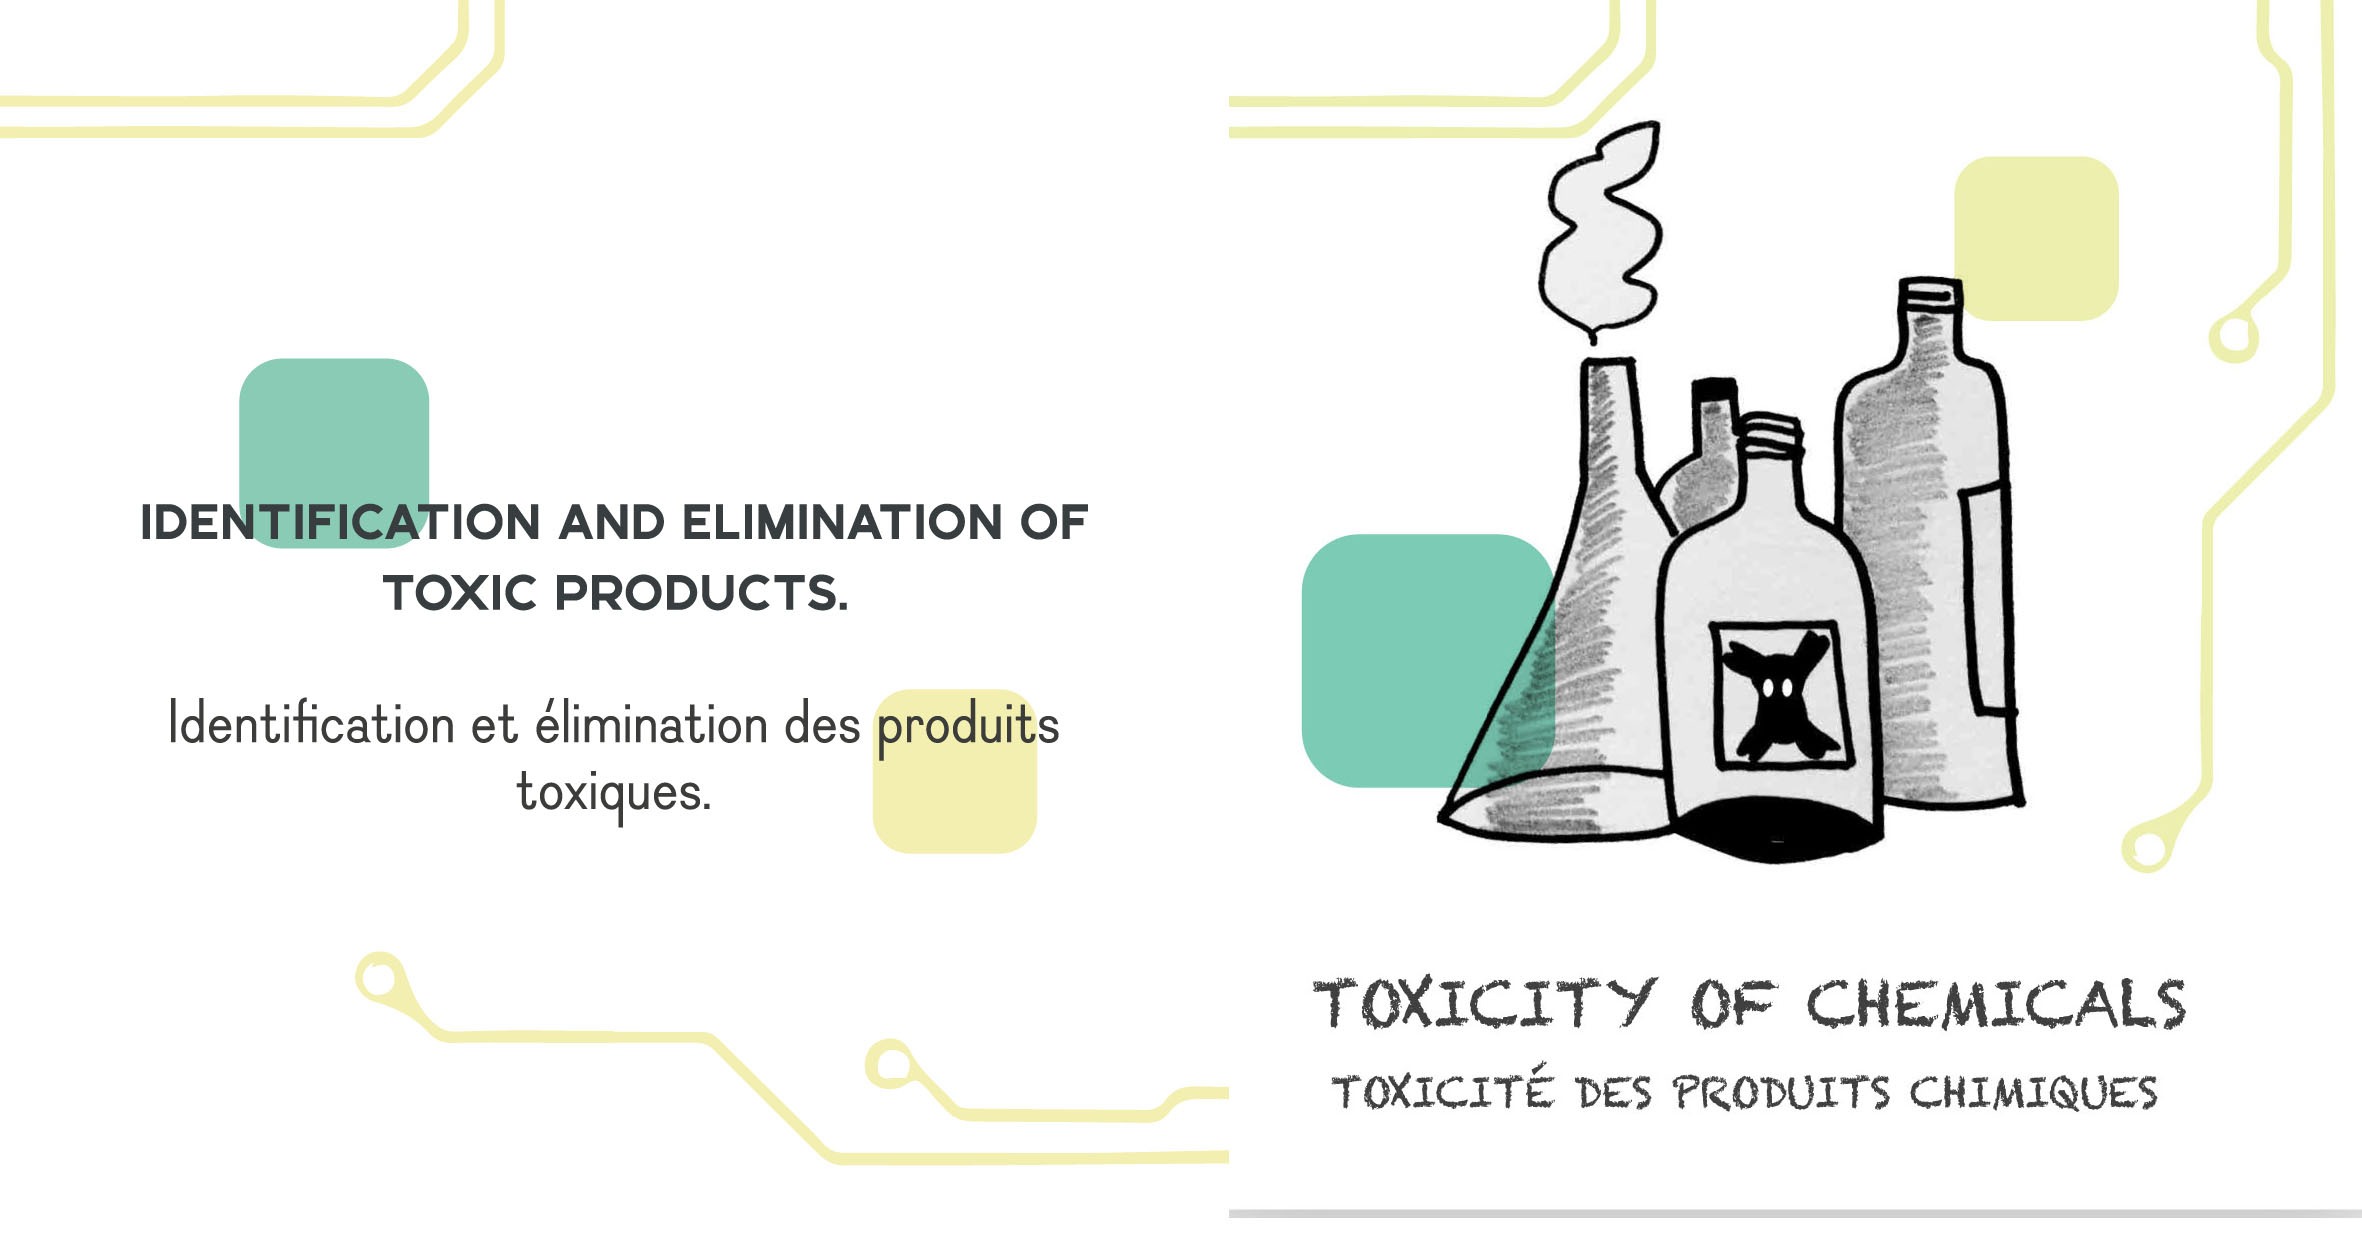 IDENTIFICATION AND ELIMINATION OF
TOXIC PRODUCTS.
Identification et élimination des produits
toxiques.
TOXICITY OF CHEMICALS
TOXICITÉ DES PRODUITS CHIMIQUES